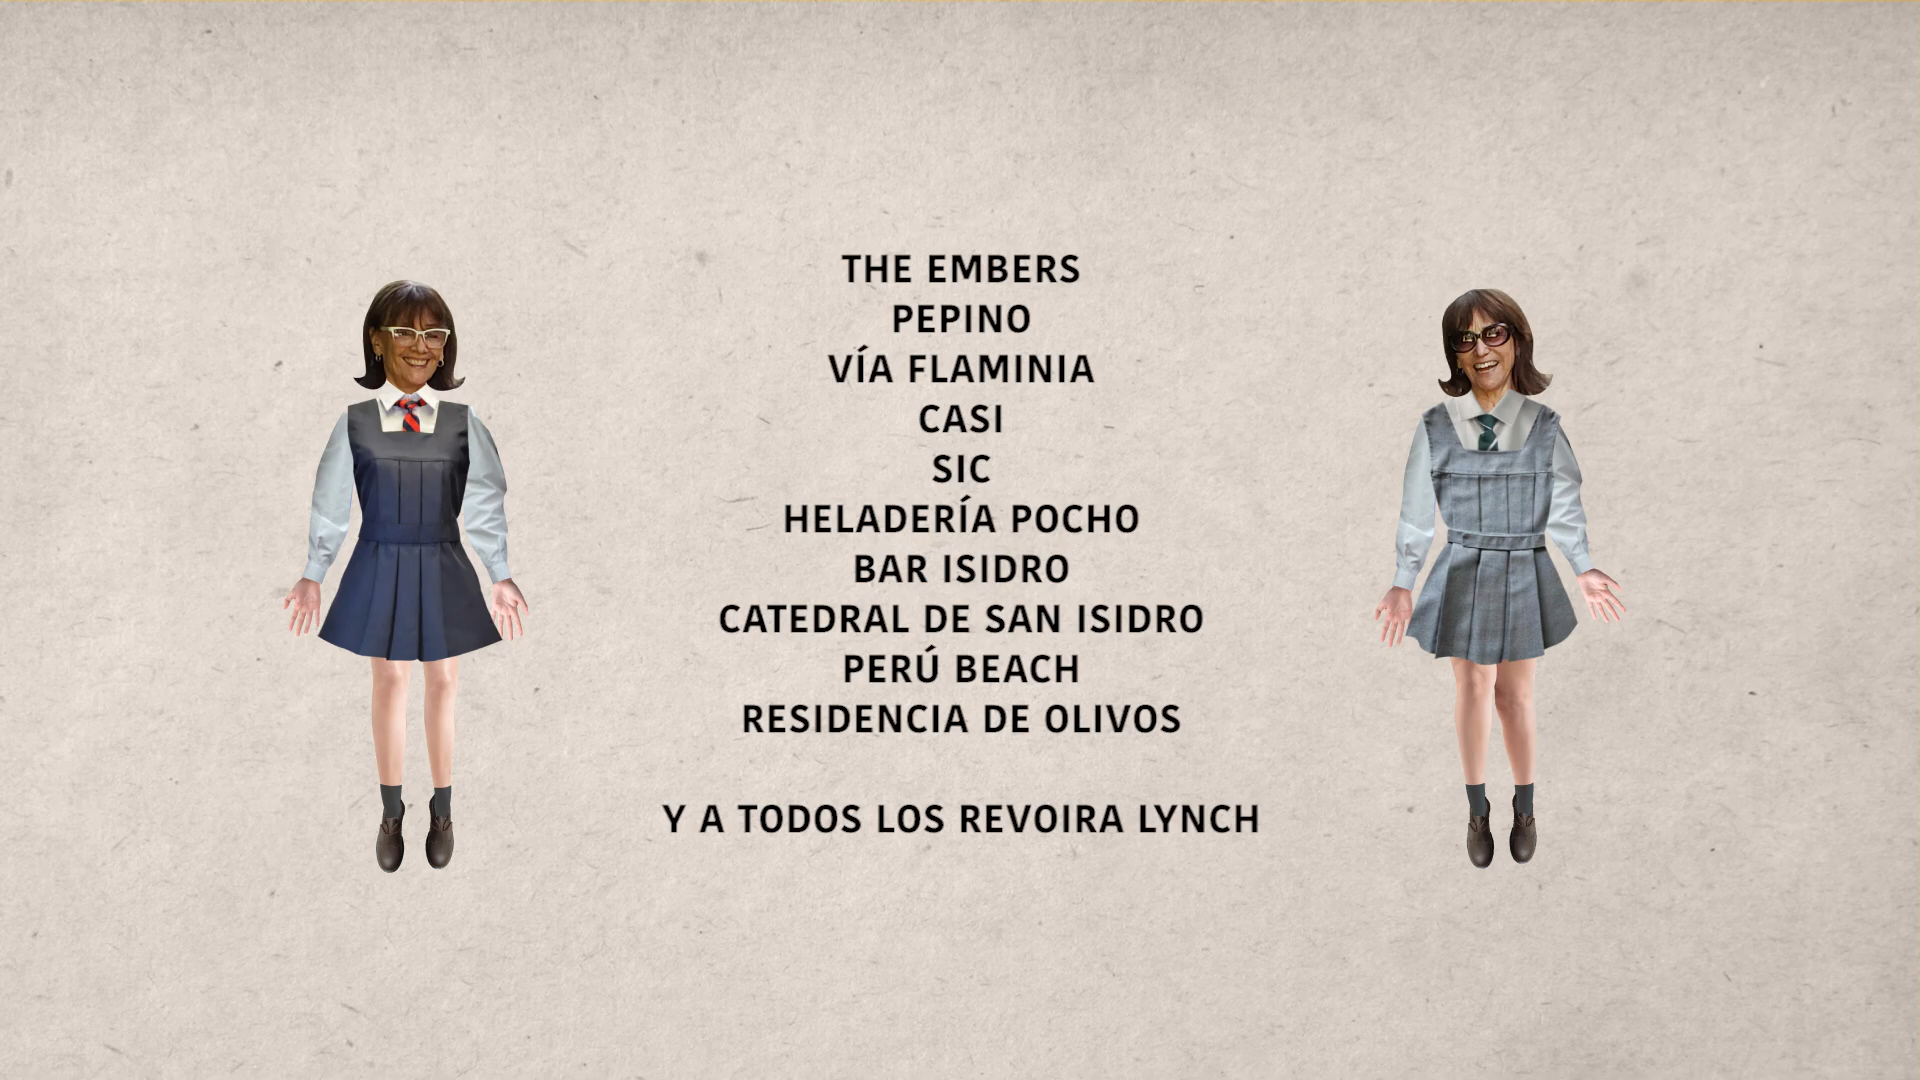 THE EMBERS
PEPINO
VÍA FLAMINIA
CASI
SIC
HELADERÍA POCHO
BAR ISIDRO
CATEDRAL DE SAN ISIDRO
PERÚ BEACH
RESIDENCIA DE OLIVOS
Y A TODOS LOS REVOIRA LYNCH